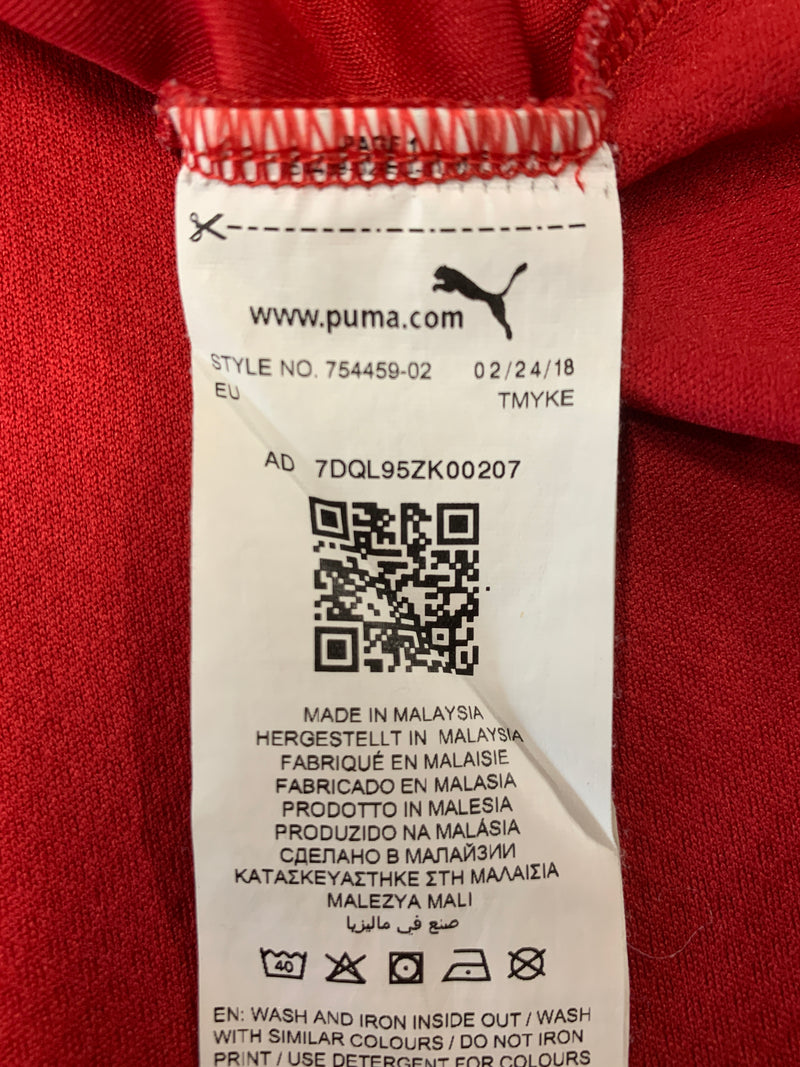 PAGE 1
www.puma.com
STYLE NO. 754459-02 02/24/18
EU TMYKE
AD 7DQL95ZK00207
MADE IN MALAYSIA
HERGESTELLT IN MALAYSIA
FABRIQUÉ EN MALAISIE
FABRICADO EN MALASIA
PRODOTTO IN MALESIA
PRODUZIDO NA MALÁSIA
СДЕЛАНО В МАЛАЙЗИИ
ΚΑΤΑΣΚΕΥΑΣΤΗΚΕ ΣΤΗ ΜΑΛΑΙΣΙΑ
MALEZYA MALI
صنع في ماليزيا
40
EN: WASH AND IRON INSIDE OUT / WASH
WITH SIMILAR COLOURS / DO NOT IRON
PRINT / USE DETERGENT FOR COLOURS